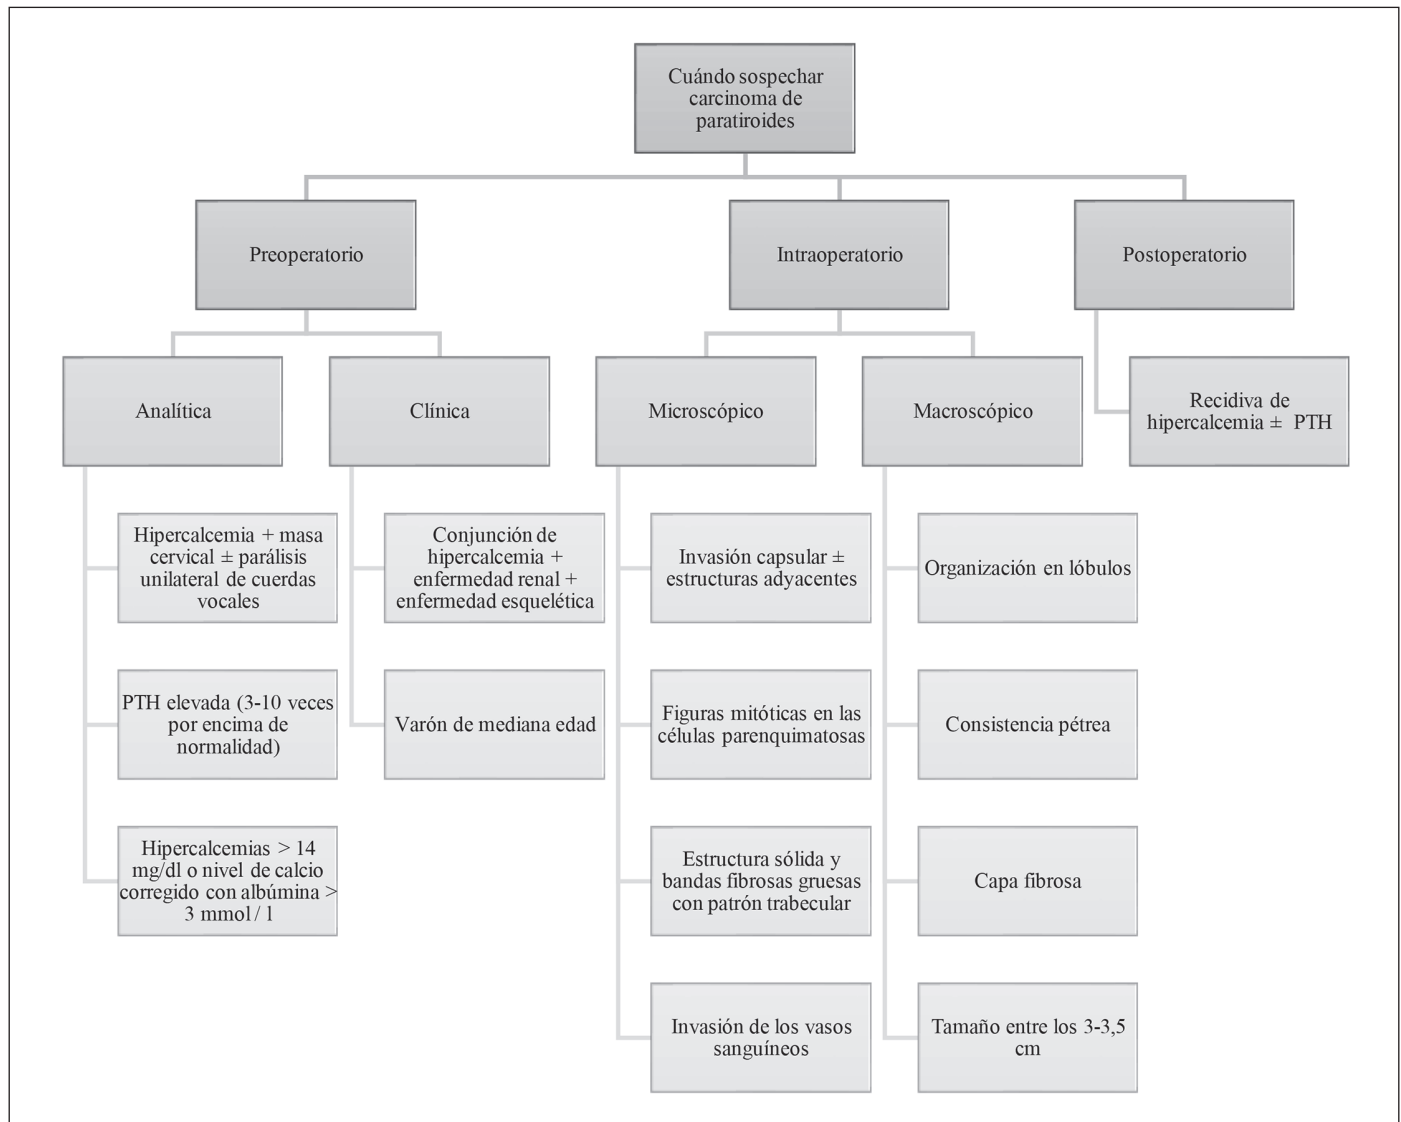 Cuándo sospechar
carcinoma de
paratiroides
Preoperatorio
Intraoperatorio
Postoperatorio
Analítica
Clínica
Microscópico
Macroscópico
Recidiva de
hipercalcemia ± PTH
Hipercalcemia + masa
cervical ± parálisis
unilateral de cuerdas
vocales
PTH elevada (3-10 veces
por encima de
normalidad)
Hipercalcemias > 14
mg/dl o nivel de calcio
corregido con albúmina >
3 mmol / l
Conjunción de
hipercalcemia +
enfermedad renal +
enfermedad esquelética
Varón de mediana edad
Invasión capsular ±
estructuras adyacentes
Figuras mitóticas en las
células parenquimatosas
Estructura sólida y
bandas fibrosas gruesas
con patrón trabecular
Invasión de los vasos
sanguíneos
Organización en lóbulos
Consistencia pétrea
Capa fibrosa
Tamaño entre los 3-3,5
cm